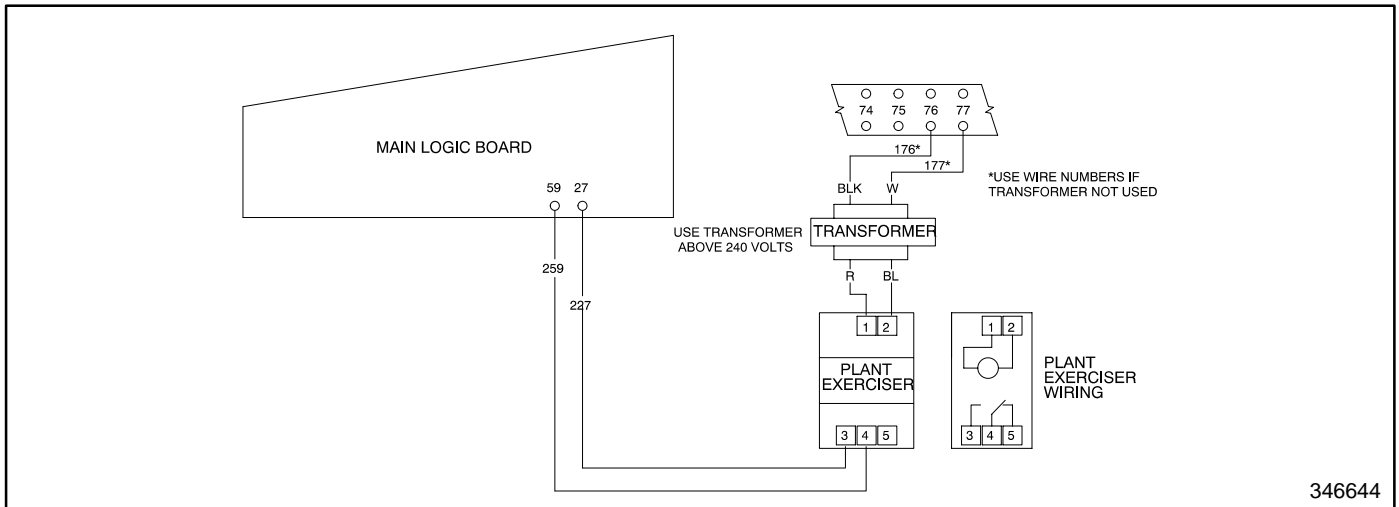 74 75 76 77
MAIN LOGIC BOARD
176*
177*
*USE WIRE NUMBERS IF
TRANSFORMER NOT USED
59 27
BLK W
USE TRANSFORMER
ABOVE 240 VOLTS
TRANSFORMER
259
R BL
227
1 2
PLANT
EXERCISER
3 4 5
1 2
3 4 5
PLANT
EXERCISER
WIRING
346644